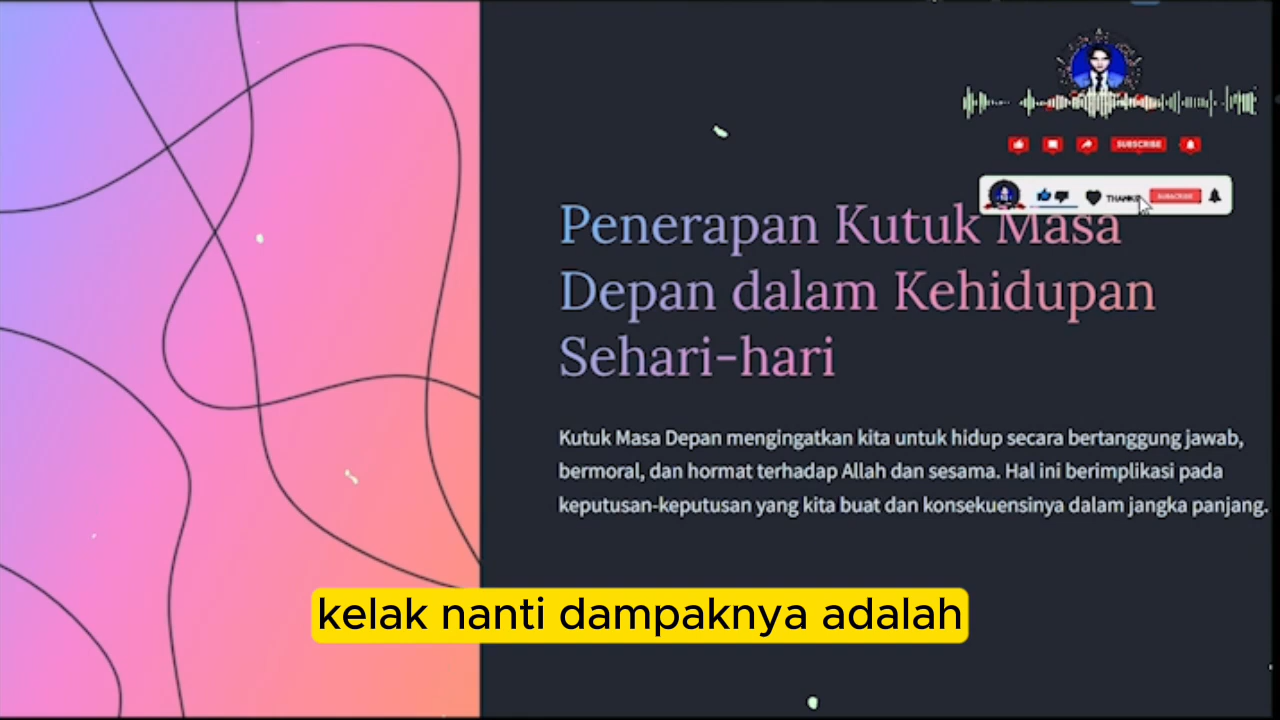 SUBSCRIBE
THANKS
SUBSCRIBE
Penerapan Kutuk Masa
Depan dalam Kehidupan
Sehari-hari
Kutuk Masa Depan mengingatkan kita untuk hidup secara bertanggung jawab,
bermoral, dan hormat terhadap Allah dan sesama. Hal ini berimplikasi pada
keputusan-keputusan yang kita buat dan konsekuensinya dalam jangka panjang.
kelak nanti dampaknya adalah